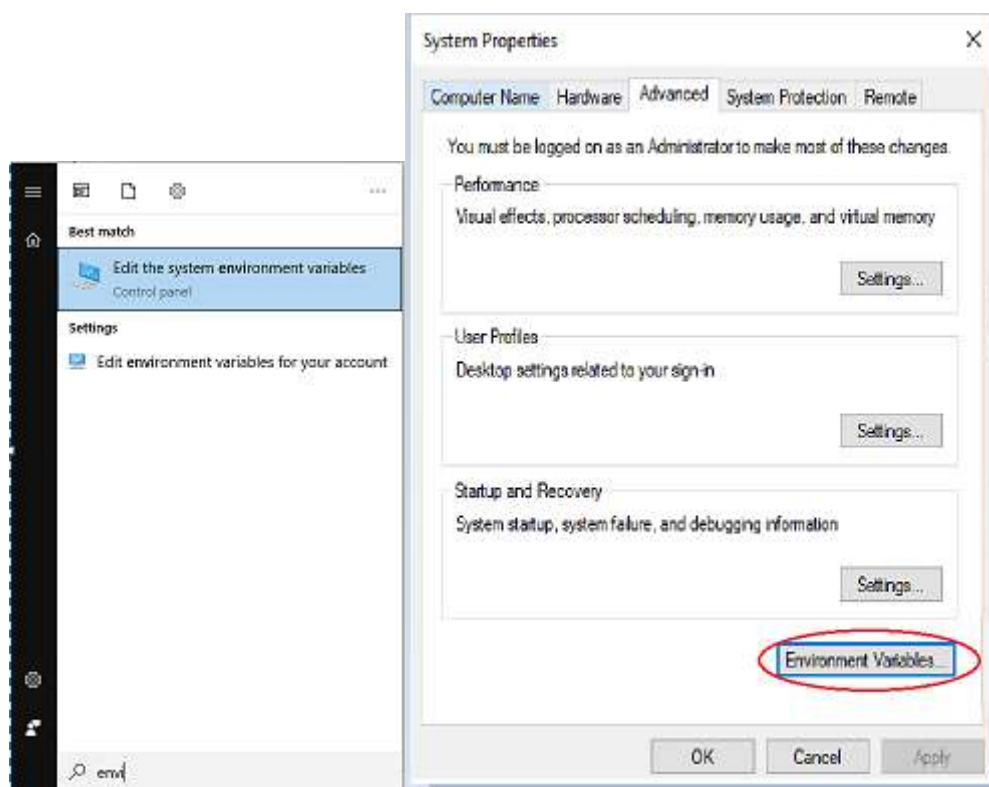 Best match
Edit the system environment variables
Control panel
Settings
Edit environment variables for your account
envi
System Properties
Computer Name Hardware Advanced System Protection Remote
You must be logged on as an Administrator to make most of these changes.
Performance
Visual effects, processor scheduling, memory usage, and virtual memory
Settings...
User Profiles
Desktop settings related to your sign-in
Settings...
Startup and Recovery
System startup, system failure, and debugging information
Settings...
Environment Variables...
OK Cancel Apply